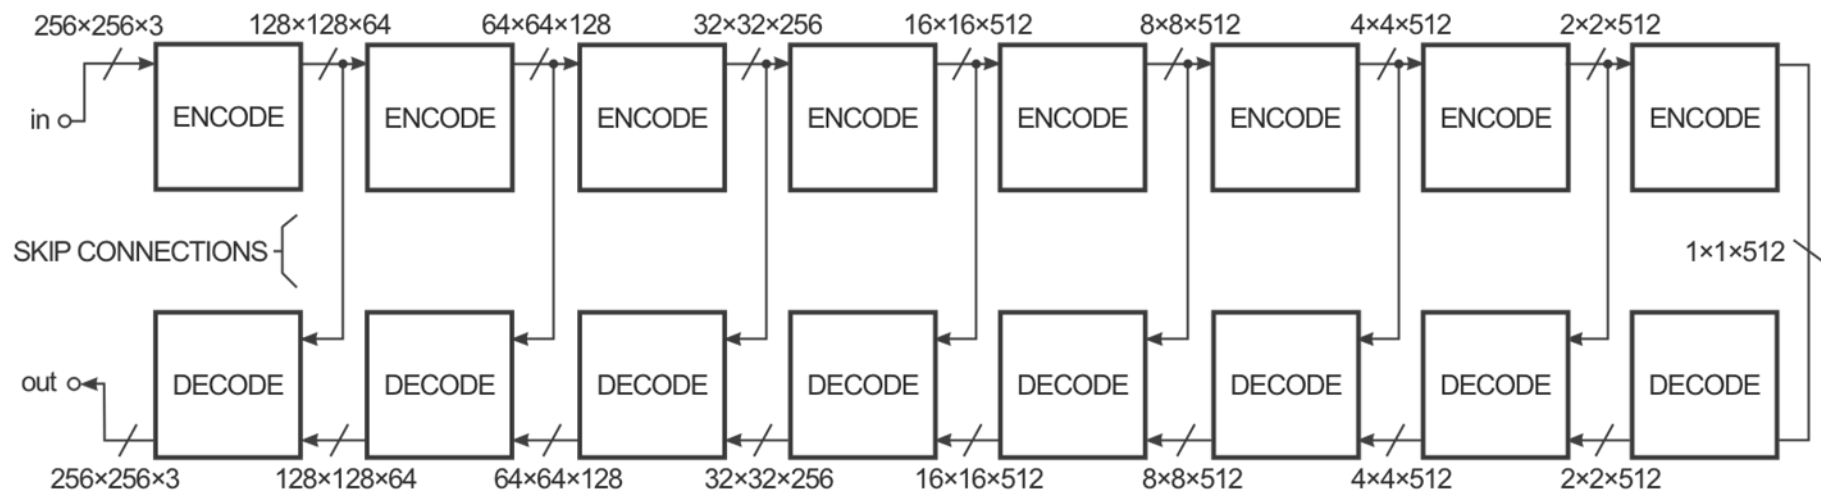 256×256×3
128×128×64
64×64×128
32×32×256
16×16×512
8×8×512
4×4×512
2×2×512
in
ENCODE
ENCODE
ENCODE
ENCODE
ENCODE
ENCODE
ENCODE
ENCODE
SKIP CONNECTIONS
1×1×512
out
DECODE
DECODE
DECODE
DECODE
DECODE
DECODE
DECODE
DECODE
256×256×3
128×128×64
64×64×128
32×32×256
16×16×512
8×8×512
4×4×512
2×2×512